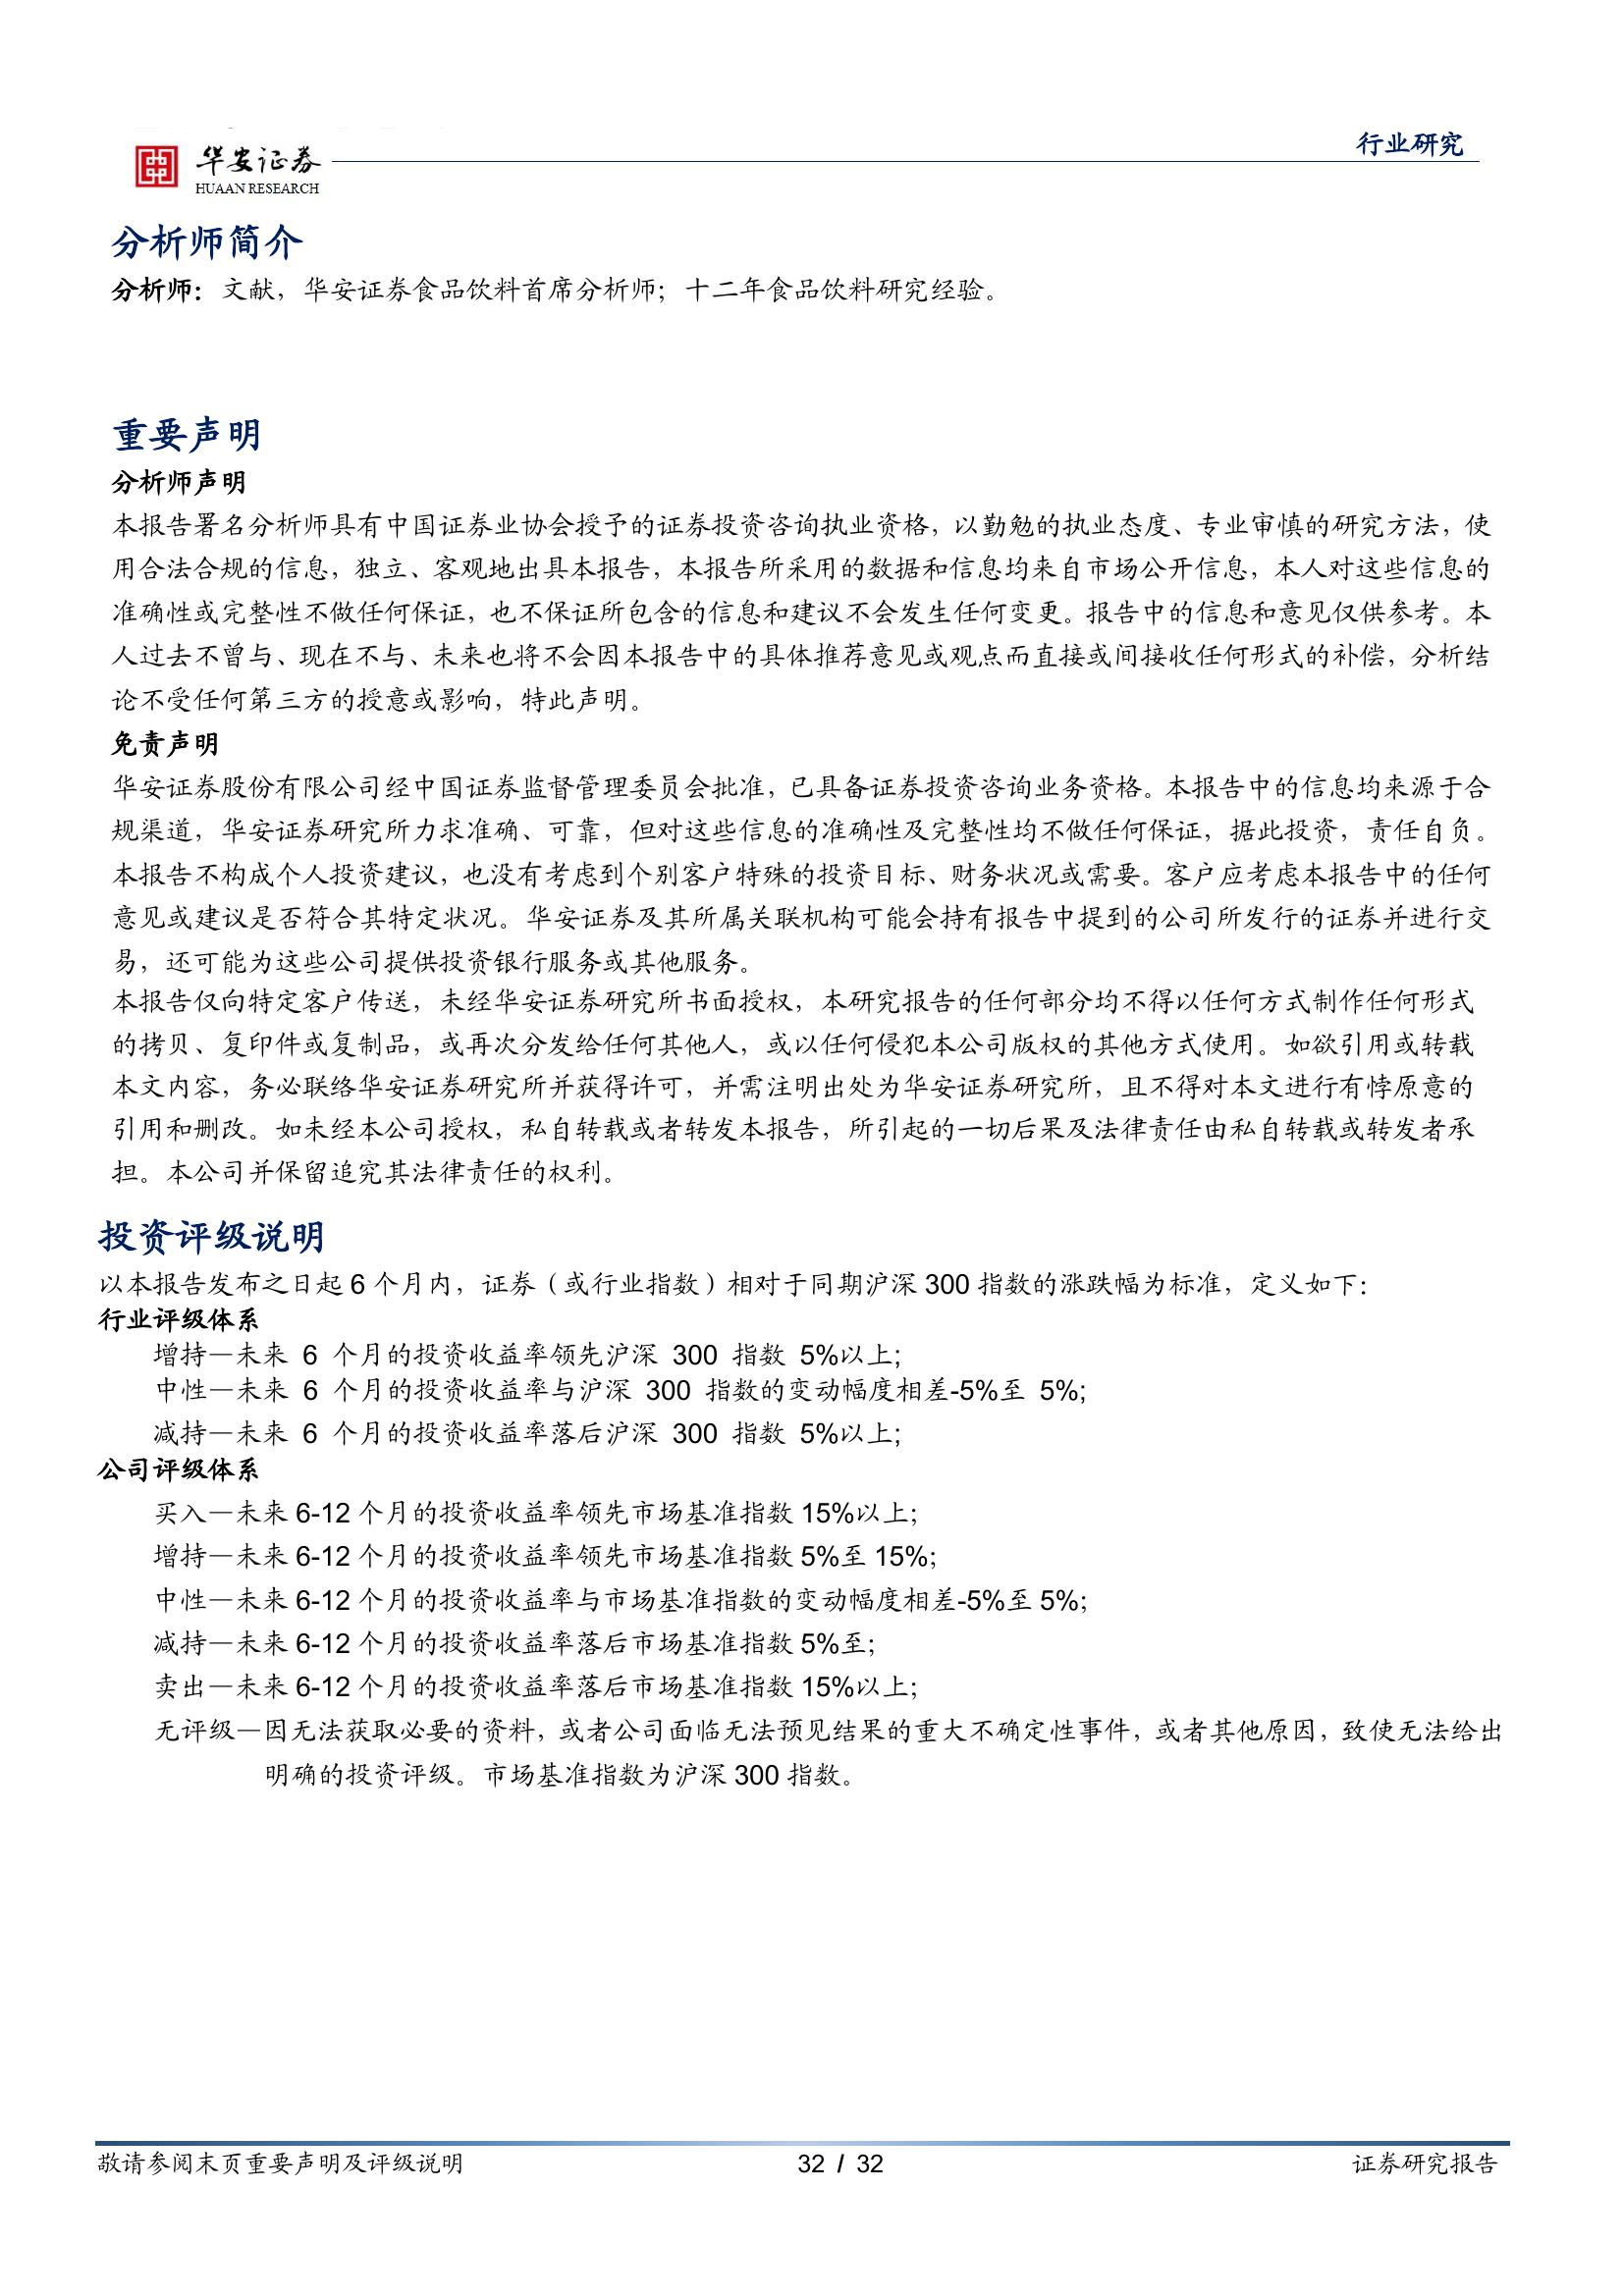 华安证券
HUAAN RESEARCH
行业研究
分析师简介
分析师：文献，华安证券食品饮料首席分析师；十二年食品饮料研究经验。
重要声明
分析师声明
本报告署名分析师具有中国证券业协会授予的证券投资咨询执业资格，以勤勉的执业态度、专业审慎的研究方法，使
用合法合规的信息，独立、客观地出具本报告，本报告所采用的数据和信息均来自市场公开信息，本人对这些信息的
准确性或完整性不做任何保证，也不保证所包含的信息和建议不会发生任何变更。报告中的信息和意见仅供参考。本
人过去不曾与、现在不与、未来也将不会因本报告中的具体推荐意见或观点而直接或间接收任何形式的补偿，分析结
论不受任何第三方的授意或影响，特此声明。
免责声明
华安证券股份有限公司经中国证券监督管理委员会批准，已具备证券投资咨询业务资格。本报告中的信息均来源于合
规渠道，华安证券研究所力求准确、可靠，但对这些信息的准确性及完整性均不做任何保证，据此投资，责任自负。
本报告不构成个人投资建议，也没有考虑到个别客户特殊的投资目标、财务状况或需要。客户应考虑本报告中的任何
意见或建议是否符合其特定状况。华安证券及其所属关联机构可能会持有报告中提到的公司所发行的证券并进行交
易，还可能为这些公司提供投资银行服务或其他服务。
本报告仅向特定客户传送，未经华安证券研究所书面授权，本研究报告的任何部分均不得以任何方式制作任何形式
的拷贝、复印件或复制品，或再次分发给任何其他人，或以任何侵犯本公司版权的其他方式使用。如欲引用或转载
本文内容，务必联络华安证券研究所并获得许可，并需注明出处为华安证券研究所，且不得对本文进行有悖原意的
引用和删改。如未经本公司授权，私自转载或者转发本报告，所引起的一切后果及法律责任由私自转载或转发者承
担。本公司并保留追究其法律责任的权利。
投资评级说明
以本报告发布之日起 6 个月内，证券（或行业指数）相对于同期沪深 300 指数的涨跌幅为标准，定义如下：
行业评级体系
增持—未来 6 个月的投资收益率领先沪深 300 指数 5%以上;
中性—未来 6 个月的投资收益率与沪深 300 指数的变动幅度相差-5%至 5%;
减持—未来 6 个月的投资收益率落后沪深 300 指数 5%以上;
公司评级体系
买入—未来 6-12 个月的投资收益率领先市场基准指数 15%以上；
增持—未来 6-12 个月的投资收益率领先市场基准指数 5%至 15%；
中性—未来 6-12 个月的投资收益率与市场基准指数的变动幅度相差-5%至 5%；
减持—未来 6-12 个月的投资收益率落后市场基准指数 5%至；
卖出—未来 6-12 个月的投资收益率落后市场基准指数 15%以上；
无评级—因无法获取必要的资料，或者公司面临无法预见结果的重大不确定性事件，或者其他原因，致使无法给出
明确的投资评级。市场基准指数为沪深 300 指数。
敬请参阅末页重要声明及评级说明
32 / 32
证券研究报告